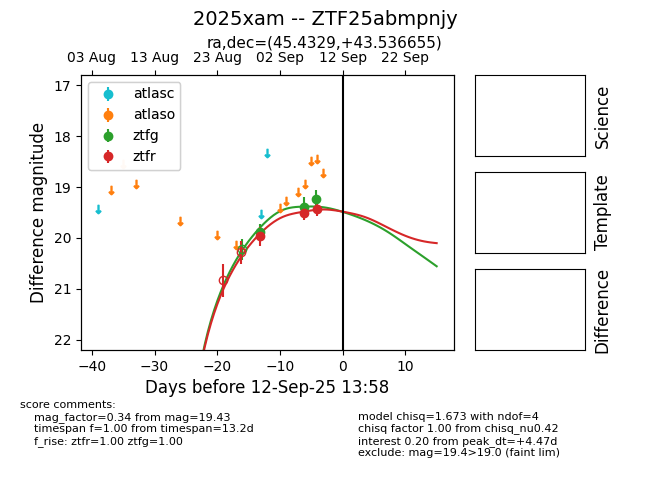 2025xam -- ZTF25abmpnjy
ra,dec=(45.4329,+43.536655)
03 Aug 13 Aug 23 Aug 02 Sep 12 Sep 22 Sep
17
18
19
20
21
22
Difference magnitude
atlasc
atlaso
ztfg
ztfr
−40 −30 −20 −10 0 10
Days before 12-Sep-25 13:58
Science
Template
Difference
score comments:
mag_factor=0.34 from mag=19.43
timespan f=1.00 from timespan=13.2d
f_rise: ztfr=1.00 ztfg=1.00
model chisq=1.673 with ndof=4
chisq factor 1.00 from chisq_nu0.42
interest 0.20 from peak_dt=+4.47d
exclude: mag=19.4>19.0 (faint lim)